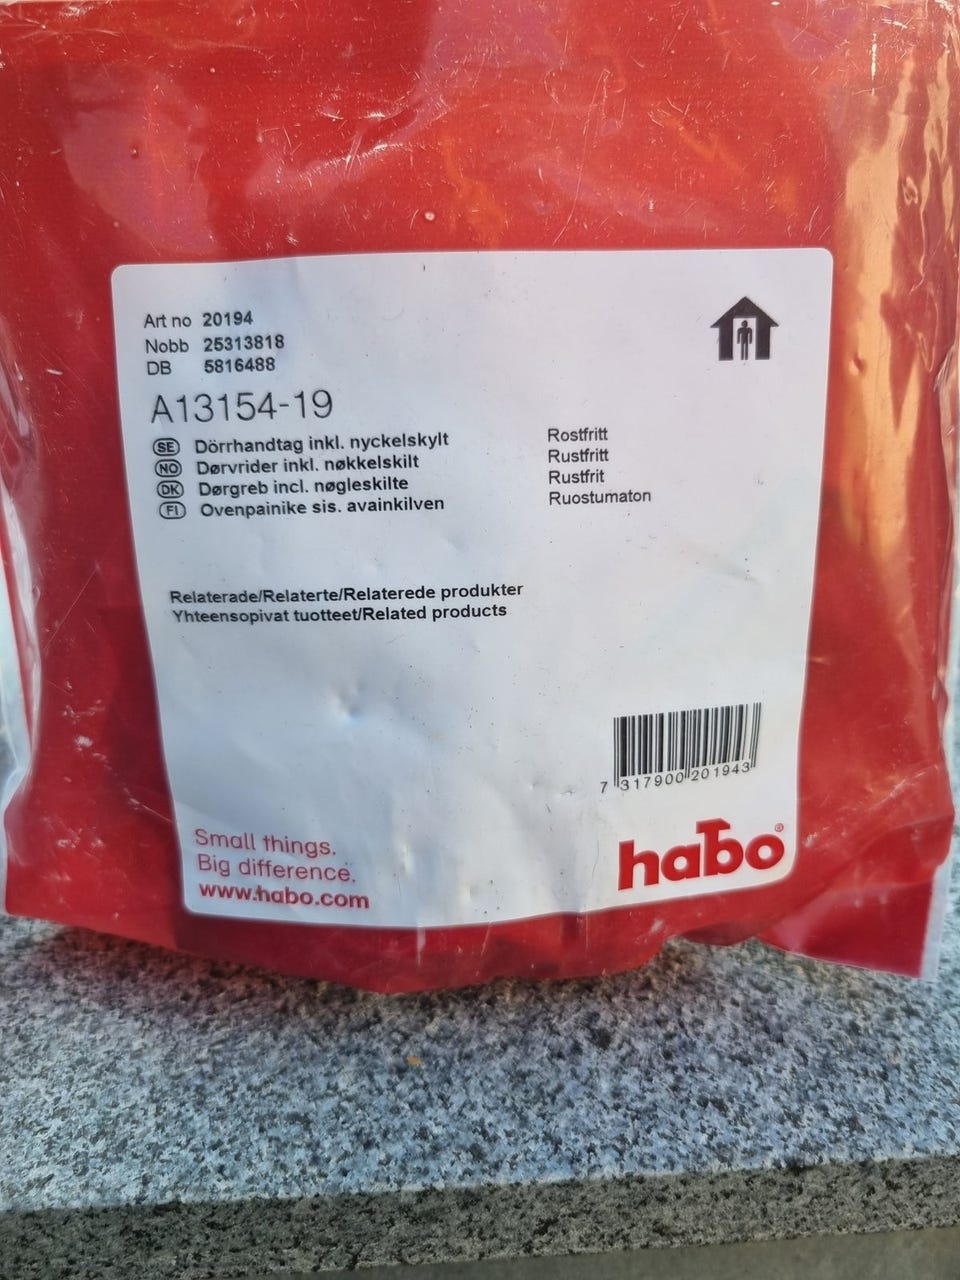 Art no 20194
Nobb 25313818
DB 5816488
A13154-19
SE Dörrhandtag inkl. nyckelskylt Rostfritt
NO Dørvrider inkl. nøkkelskilt Rustfritt
DK Dørgreb incl. nøgleskilte Rustfrit
FI Ovenpainike sis. avainkilven Ruostumaton
Relaterade/Relaterte/Relaterede produkter
Yhteensopivat tuotteet/Related products
7 317900 201943
Small things.
Big difference.
www.habo.com
habo®